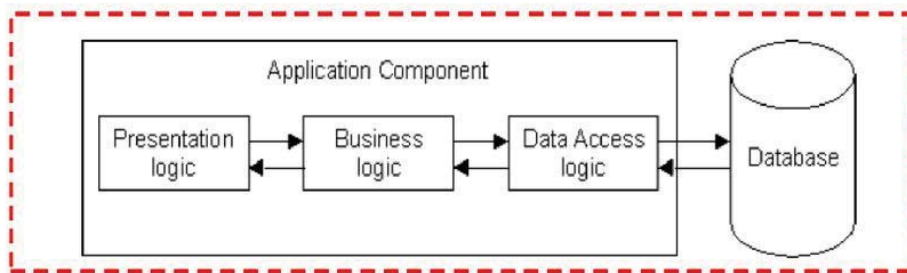 Application Component
Presentation
logic
Business
logic
Data Access
logic
Database